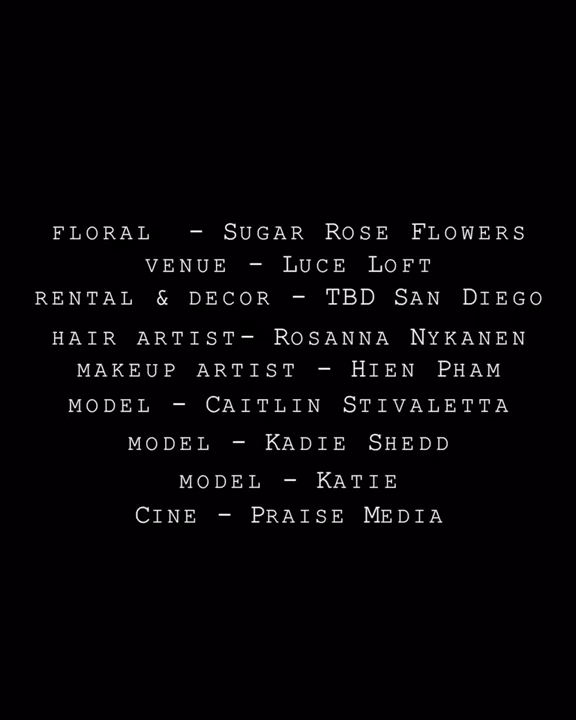 FLORAL - SUGAR ROSE FLOWERS
VENUE - LUCE LOFT
RENTAL & DECOR - TBD SAN DIEGO
HAIR ARTIST- ROSANNA NYKANEN
MAKEUP ARTIST - HIEN PHAM
MODEL - CAITLIN STIVALETTA
MODEL - KADIE SHEDD
MODEL - KATIE
CINE - PRAISE MEDIA